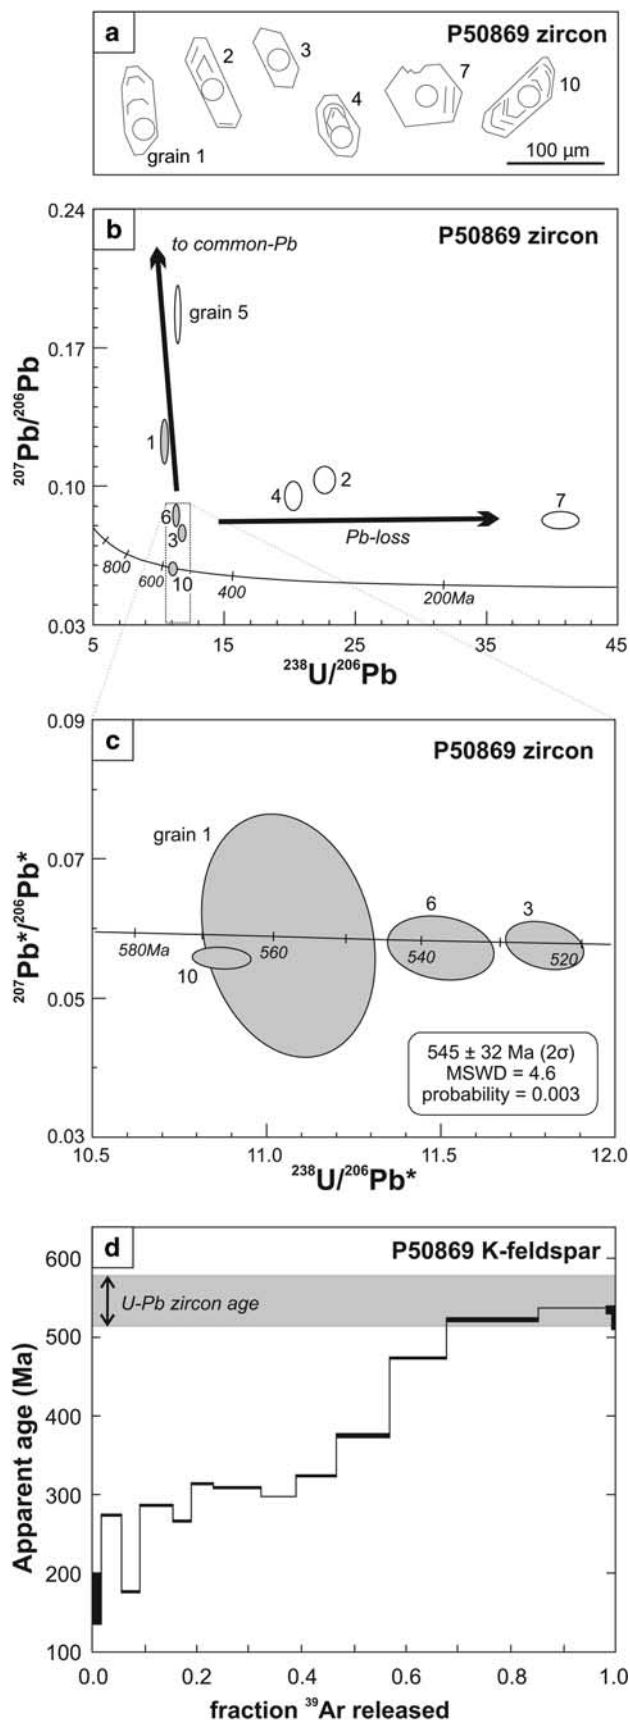 a
P50869 zircon
grain 1
2
3
4
7
10
100 µm
b
P50869 zircon
0.24
0.17
0.10
0.03
²⁰⁷Pb/²⁰⁶Pb
to common-Pb
grain 5
1
6
3
10
4
2
7
Pb-loss
800
600
400
200Ma
5
15
25
35
45
²³⁸U/²⁰⁶Pb
c
P50869 zircon
0.09
0.07
0.05
0.03
²⁰⁷Pb*/²⁰⁶Pb*
grain 1
6
3
10
580Ma
560
540
520
545 ± 32 Ma (2σ)
MSWD = 4.6
probability = 0.003
10.5
11.0
11.5
12.0
²³⁸U/²⁰⁶Pb*
d
P50869 K-feldspar
600
500
400
300
200
100
Apparent age (Ma)
U-Pb zircon age
0.0
0.2
0.4
0.6
0.8
1.0
fraction ³⁹Ar released